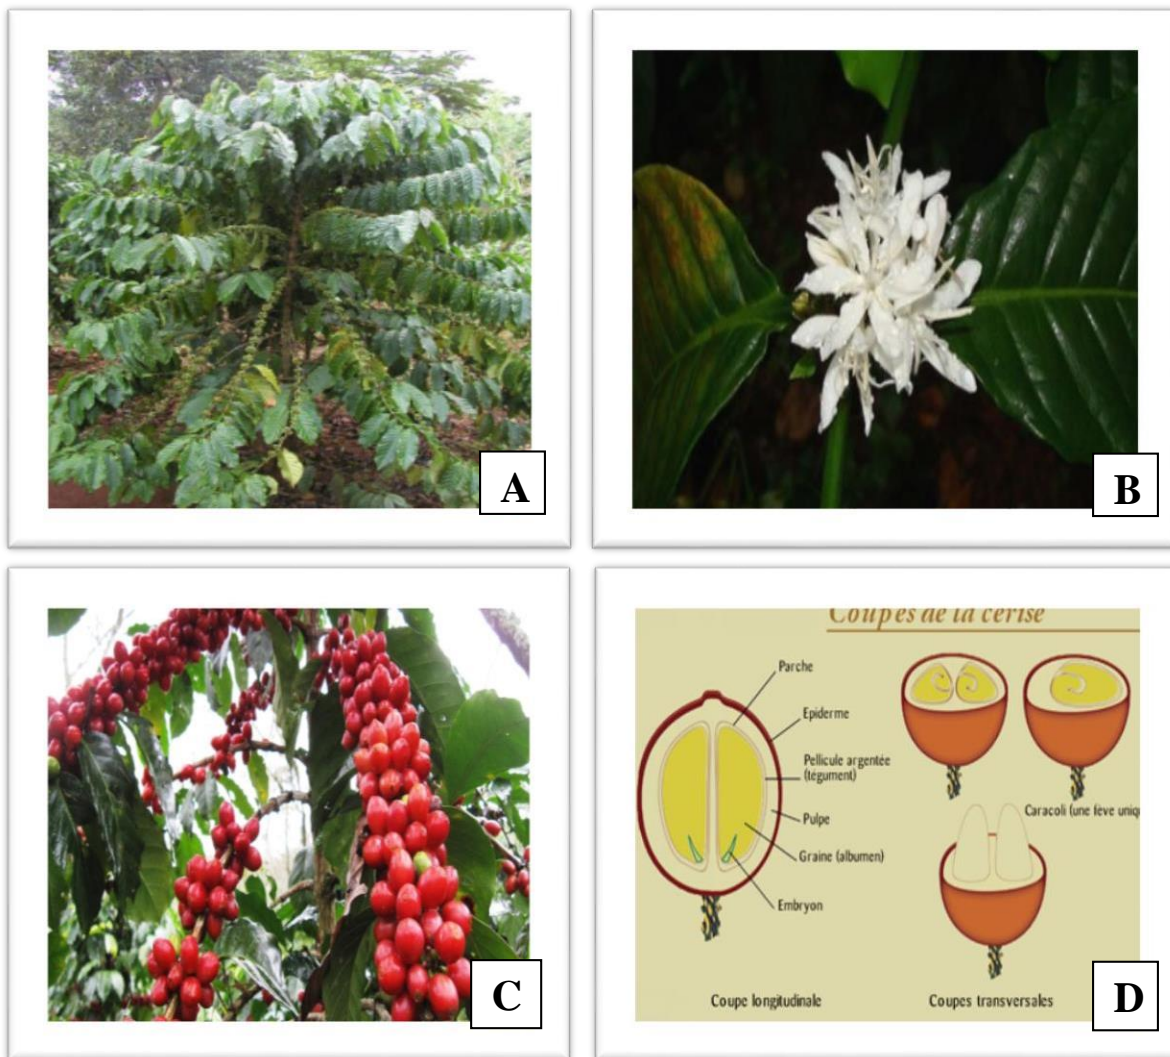 A
B
C
Coupes de la cerise
Parche
Epiderme
Pellicule argentée
(tégument)
Pulpe
Graine (albumen)
Embryon
Caracoli (une fève uniq
Coupe longitudinale
Coupes transversales
D